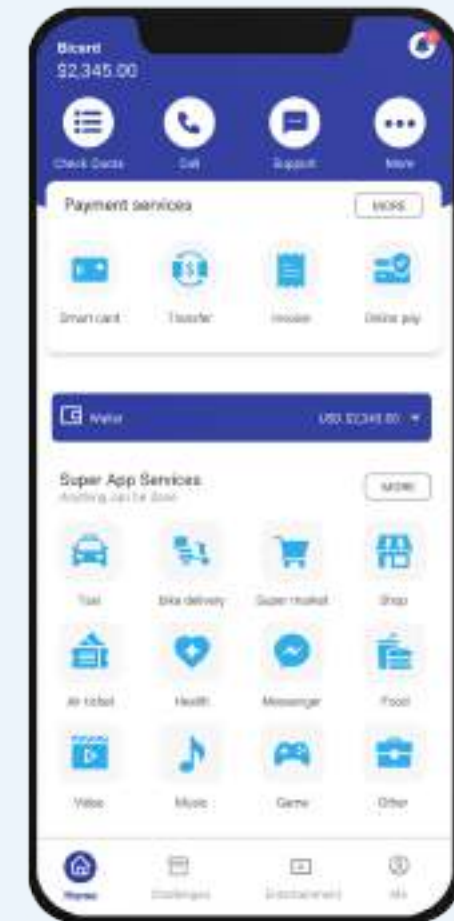 Bicard
$2,345.00
Check Quota Call Support More
Payment services MORE
Smart card Transfer Invoice Online pay
Wallet USD $2,345.00
Super App Services MORE
Anything can be done
Taxi Bike delivery Super market Shop
Air ticket Health Messenger Food
Video Music Game Other
Home Challenges Entertainment Me